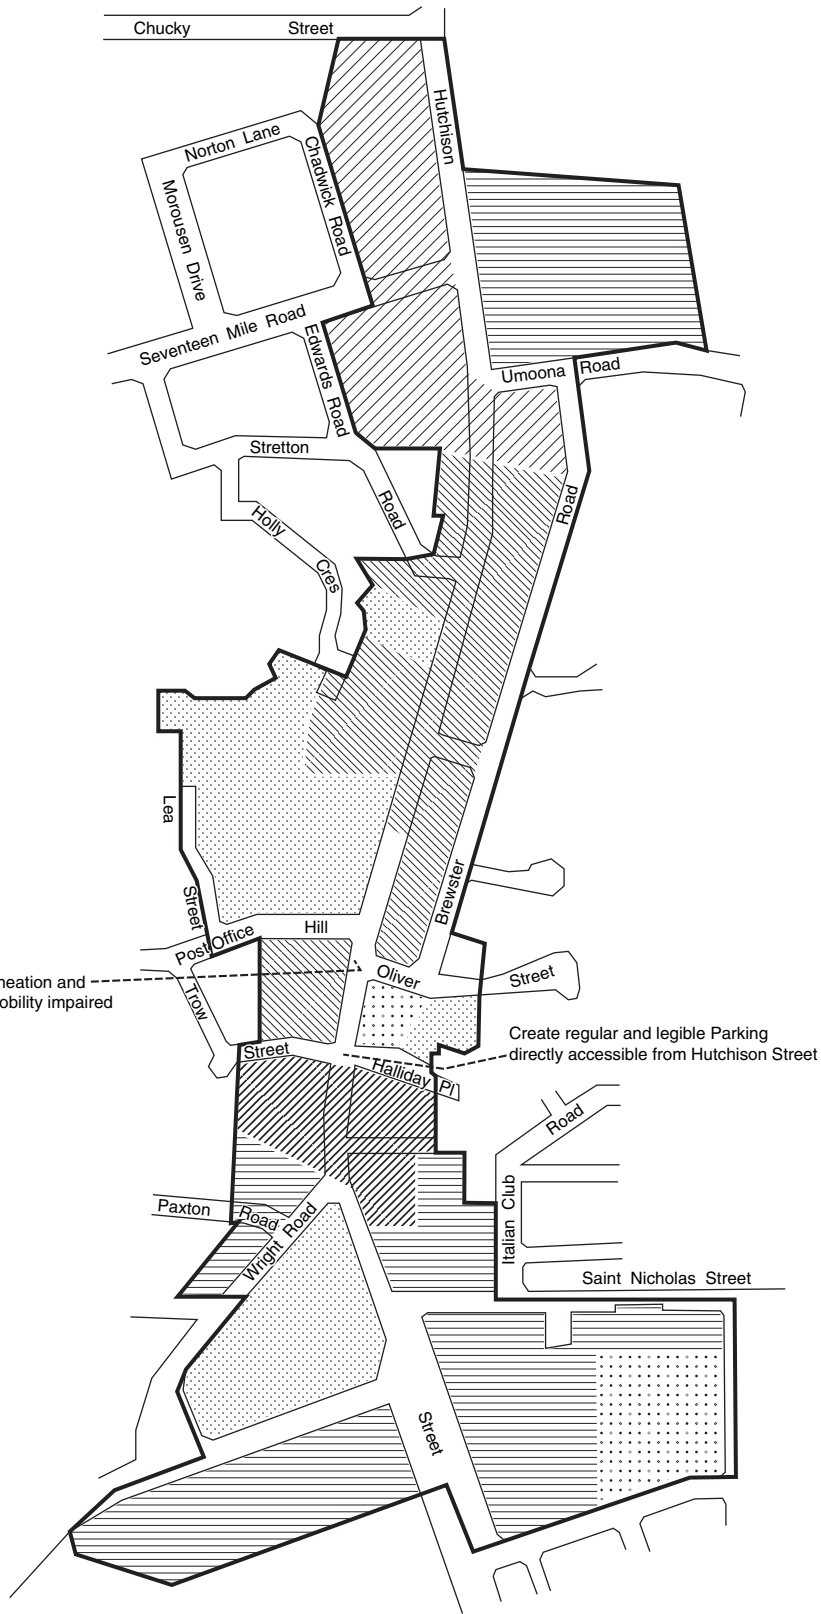 Chucky Street
Hutchison
Norton Lane
Chadwick Road
Morousen Drive
Seventeen Mile Road
Edwards Road
Umoona Road
Stretton
Road
Road
Holly
Cres
Lea
Street
Brewster
Hill
Post Office
Oliver
Street
neation and
obility impaired
Trow
Street
Create regular and legible Parking
directly accessible from Hutchison Street
Halliday Pl
Road
Italian Club
Paxton
Road
Wright Road
Saint Nicholas Street
Street